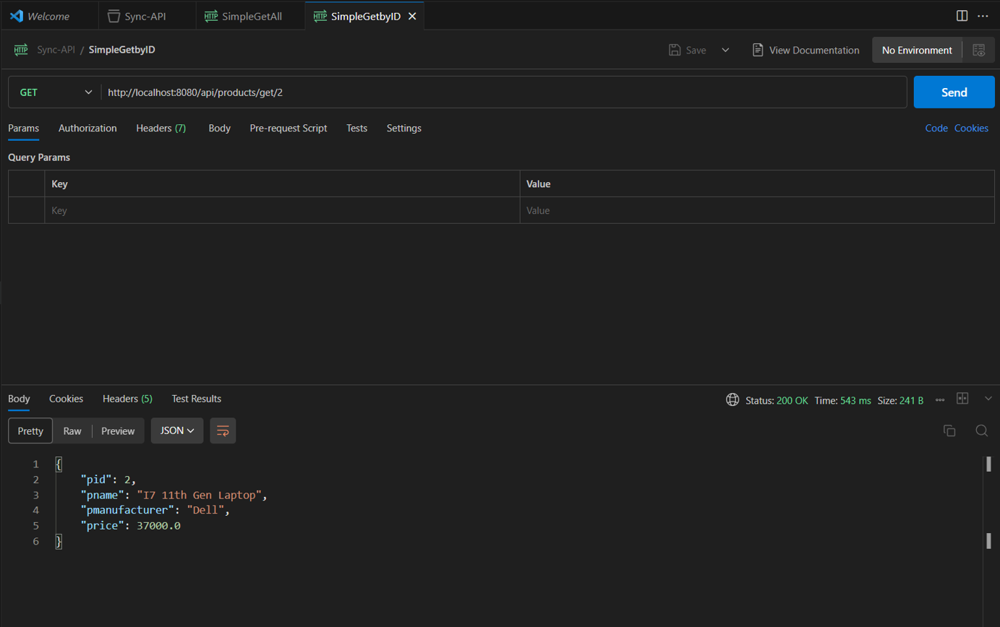 Welcome Sync-API HTTP SimpleGetAll HTTP SimpleGetbyID
HTTP Sync-API / SimpleGetbyID Save View Documentation No Environment
GET http://localhost:8080/api/products/get/2 Send
Params Authorization Headers (7) Body Pre-request Script Tests Settings Code Cookies
Query Params
Key Value
Key Value
Body Cookies Headers (5) Test Results Status: 200 OK Time: 543 ms Size: 241 B
Pretty Raw Preview JSON
1 {
2 "pid": 2,
3 "pname": "I7 11th Gen Laptop",
4 "pmanufacturer": "Dell",
5 "price": 37000.0
6 }